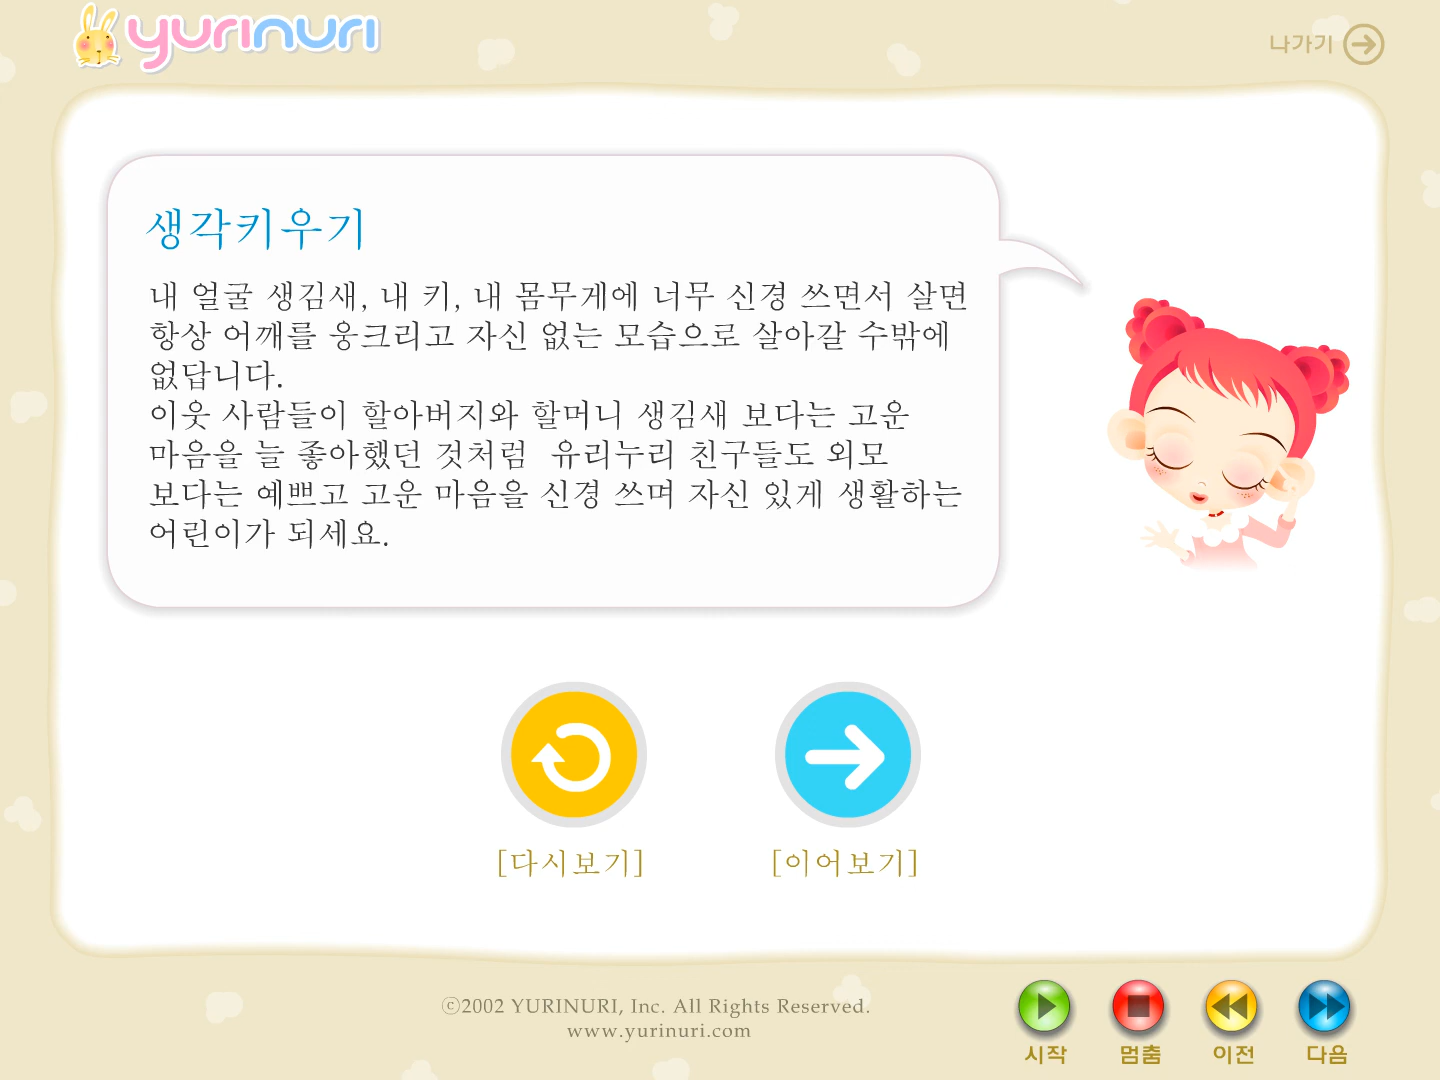 yurinuri
나가기
생각키우기
내 얼굴 생김새, 내 키, 내 몸무게에 너무 신경 쓰면서 살면
항상 어깨를 웅크리고 자신 없는 모습으로 살아갈 수밖에
없답니다.
이웃 사람들이 할아버지와 할머니 생김새 보다는 고운
마음을 늘 좋아했던 것처럼 유리누리 친구들도 외모
보다는 예쁘고 고운 마음을 신경 쓰며 자신 있게 생활하는
어린이가 되세요.
[다시보기]
[이어보기]
ⓒ2002 YURINURI, Inc. All Rights Reserved.
www.yurinuri.com
시작
멈춤
이전
다음